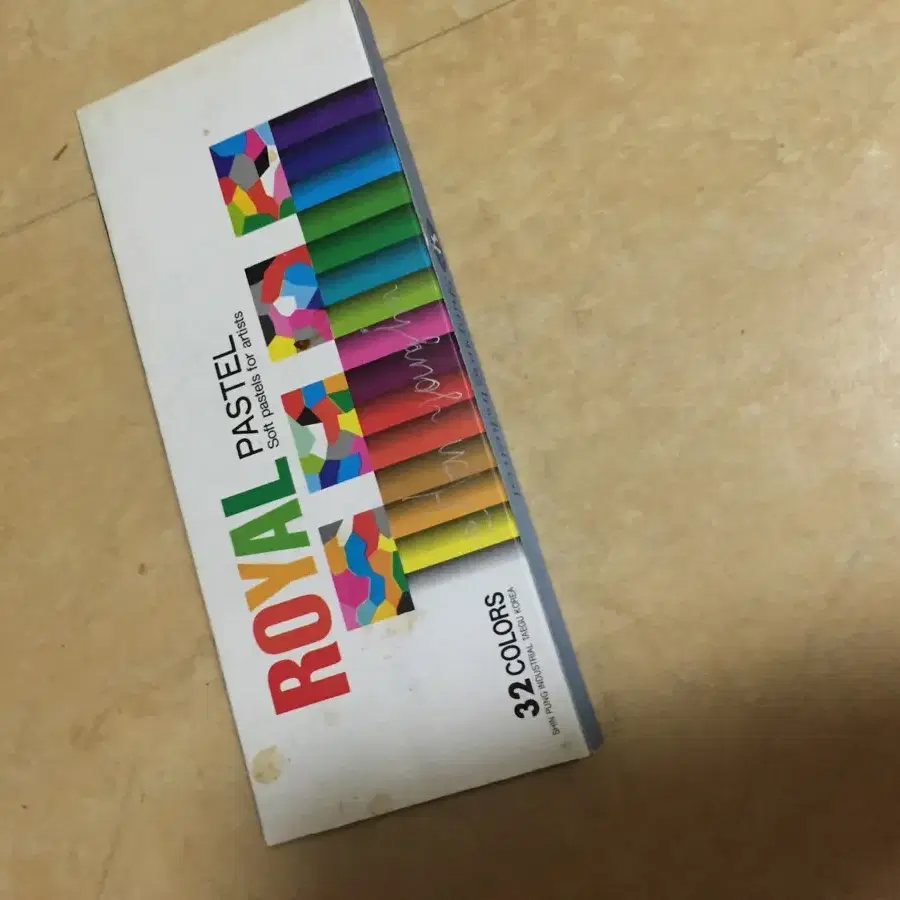 ROYAL PASTEL
Soft pastels for artists
32 COLORS
SHIN PUNG INDUSTRIAL TAEGU KOREA